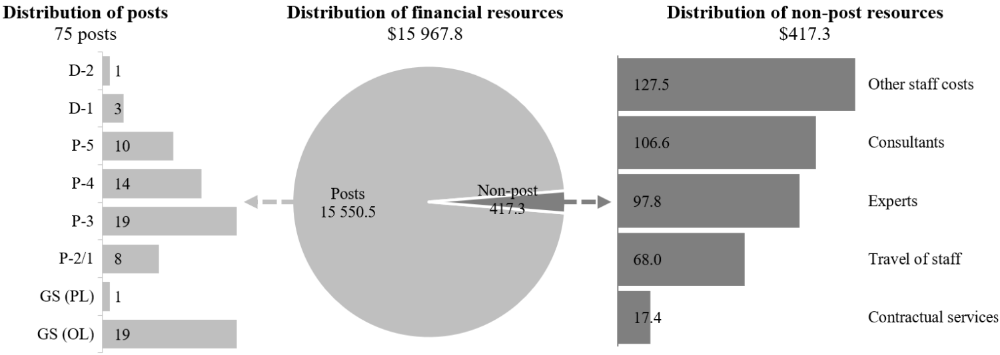 Distribution of posts
75 posts
D-2 1
D-1 3
P-5 10
P-4 14
P-3 19
P-2/1 8
GS (PL) 1
GS (OL) 19
Distribution of financial resources
$15 967.8
Posts
15 550.5
Non-post
417.3
Distribution of non-post resources
$417.3
127.5 Other staff costs
106.6 Consultants
97.8 Experts
68.0 Travel of staff
17.4 Contractual services